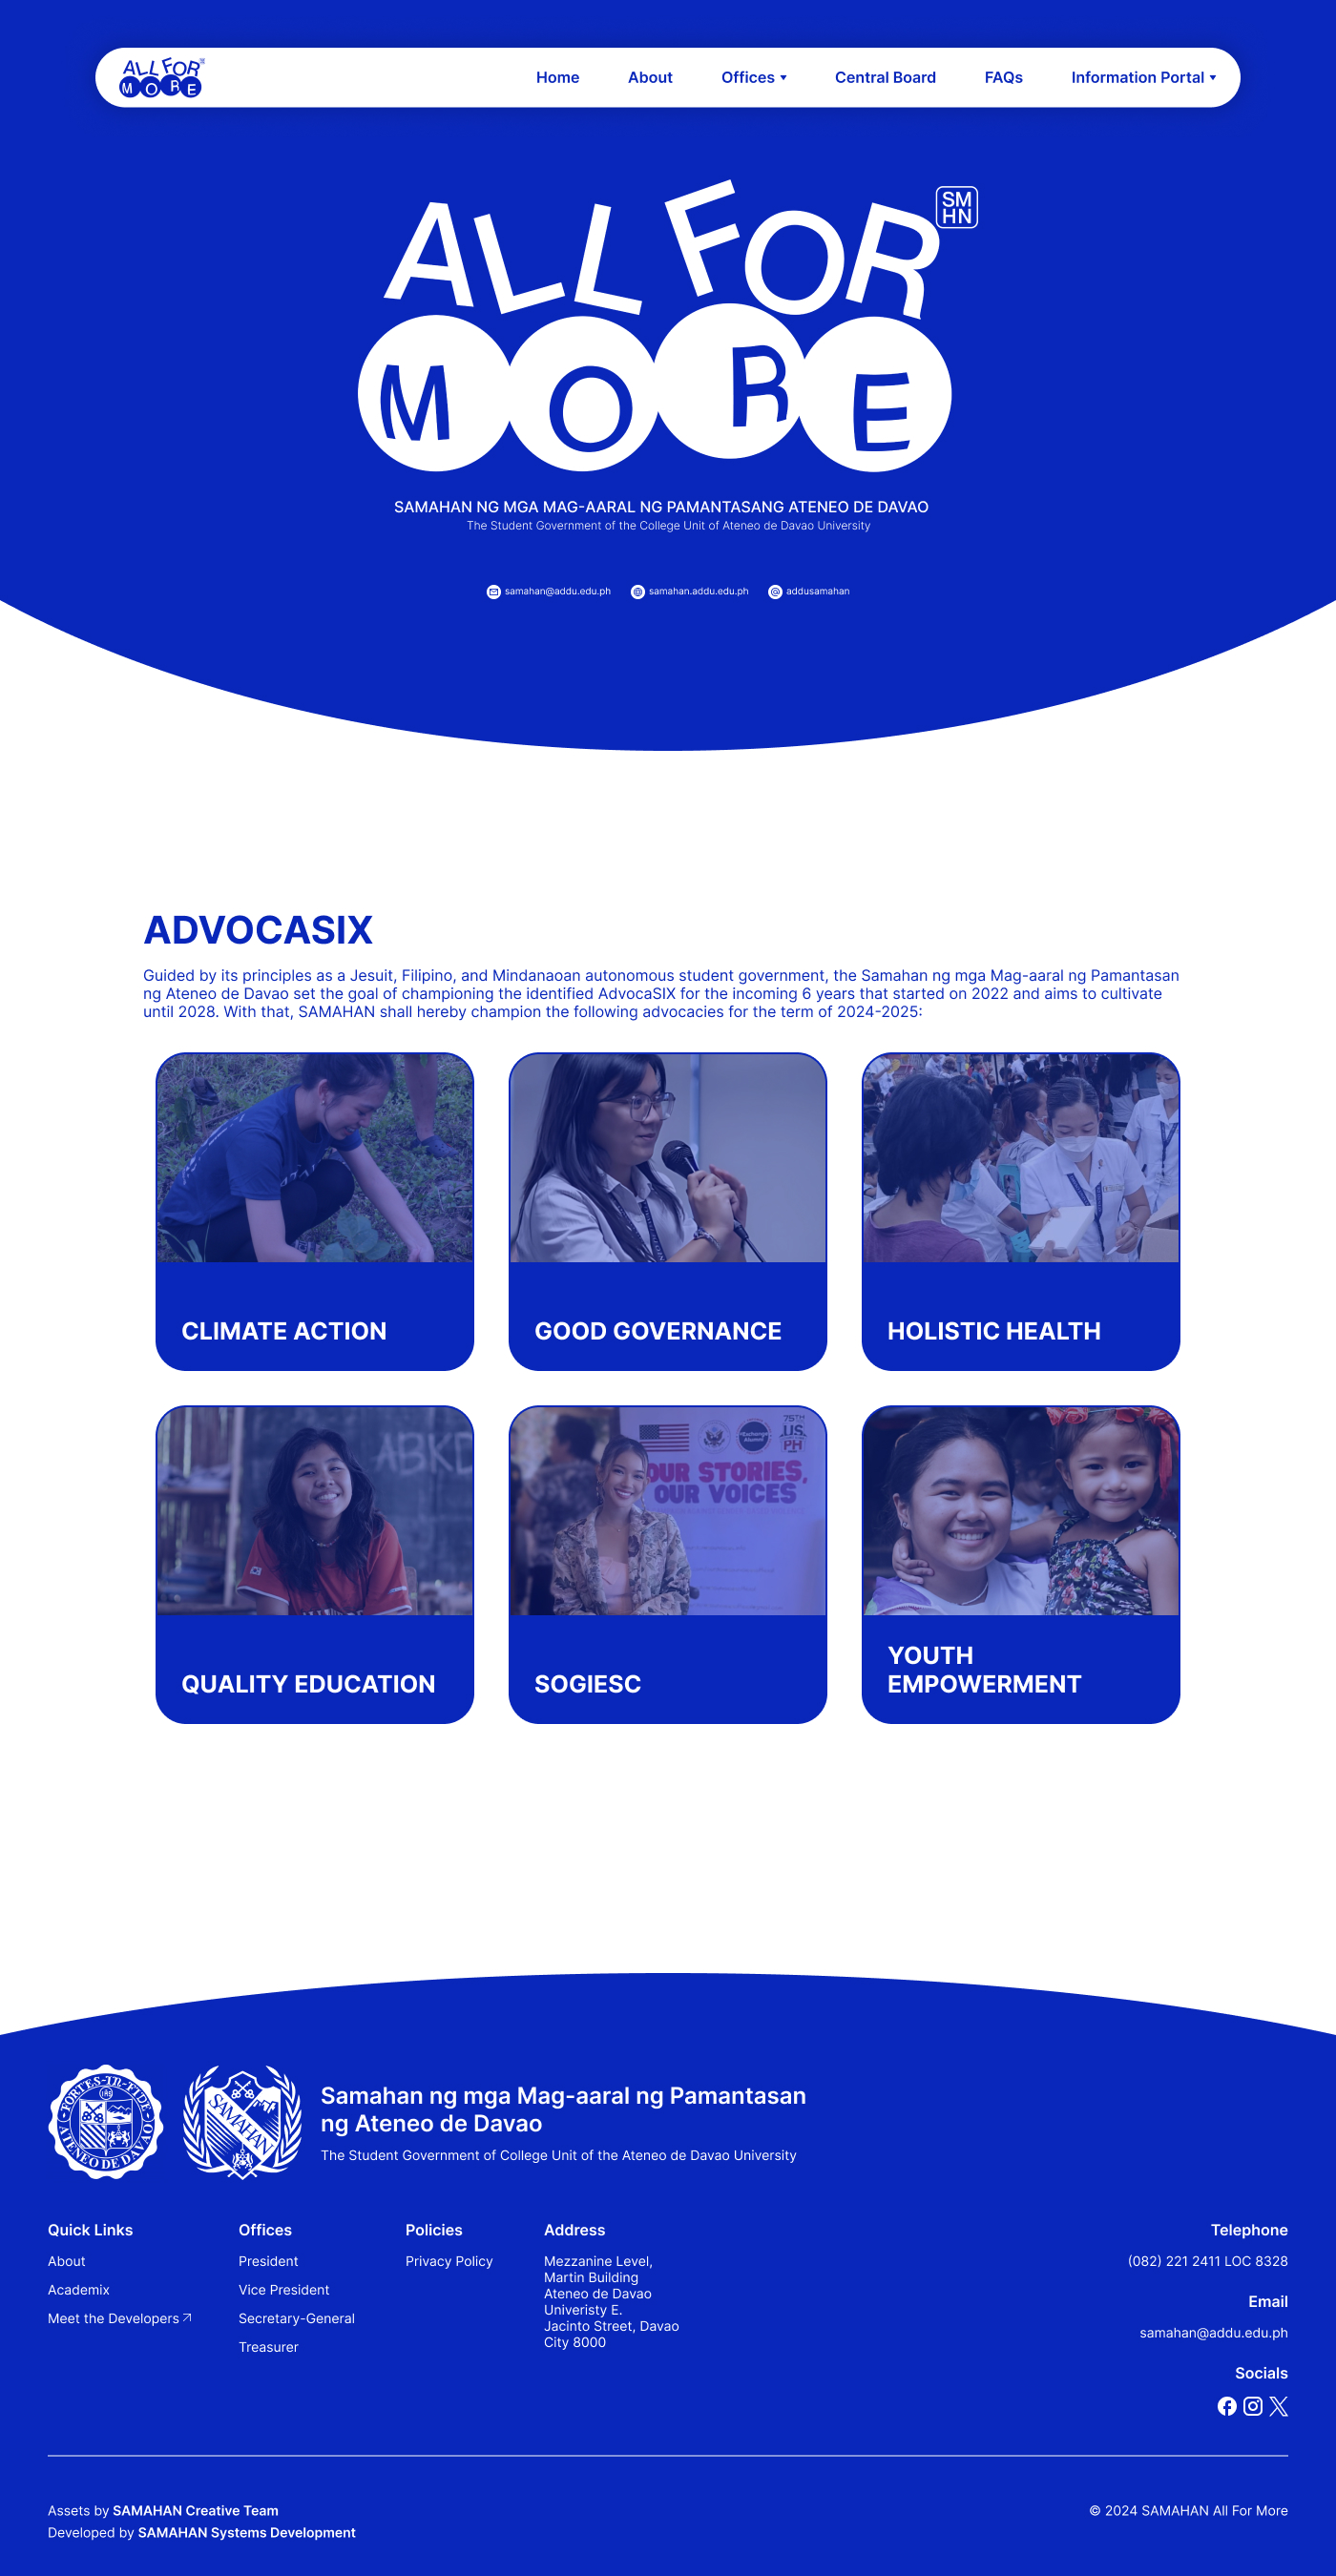 ALL FOR
MORE
Home About Offices Central Board FAQs Information Portal
ALL FOR
SM
HN
MORE
SAMAHAN NG MGA MAG-AARAL NG PAMANTASANG ATENEO DE DAVAO
The Student Government of the College Unit of Ateneo de Davao University
samahan@addu.edu.ph samahan.addu.edu.ph addusamahan
ADVOCASIX
Guided by its principles as a Jesuit, Filipino, and Mindanaoan autonomous student government, the Samahan ng mga Mag-aaral ng Pamantasan
ng Ateneo de Davao set the goal of championing the identified AdvocaSIX for the incoming 6 years that started on 2022 and aims to cultivate
until 2028. With that, SAMAHAN shall hereby champion the following advocacies for the term of 2024-2025:
CLIMATE ACTION
GOOD GOVERNANCE
HOLISTIC HEALTH
ABKD
75TH
U.S.
PH
Exchange
Alumni
OUR STORIES,
OUR VOICES
QUALITY EDUCATION
SOGIESC
YOUTH
EMPOWERMENT
FORTES · IN · FIDE
ATENEO DE DAVAO
SAMAHAN
Samahan ng mga Mag-aaral ng Pamantasan
ng Ateneo de Davao
The Student Government of College Unit of the Ateneo de Davao University
Quick Links
About
Academix
Meet the Developers
Offices
President
Vice President
Secretary-General
Treasurer
Policies
Privacy Policy
Address
Mezzanine Level,
Martin Building
Ateneo de Davao
Univeristy E.
Jacinto Street, Davao
City 8000
Telephone
(082) 221 2411 LOC 8328
Email
samahan@addu.edu.ph
Socials
Assets by SAMAHAN Creative Team
Developed by SAMAHAN Systems Development
© 2024 SAMAHAN All For More